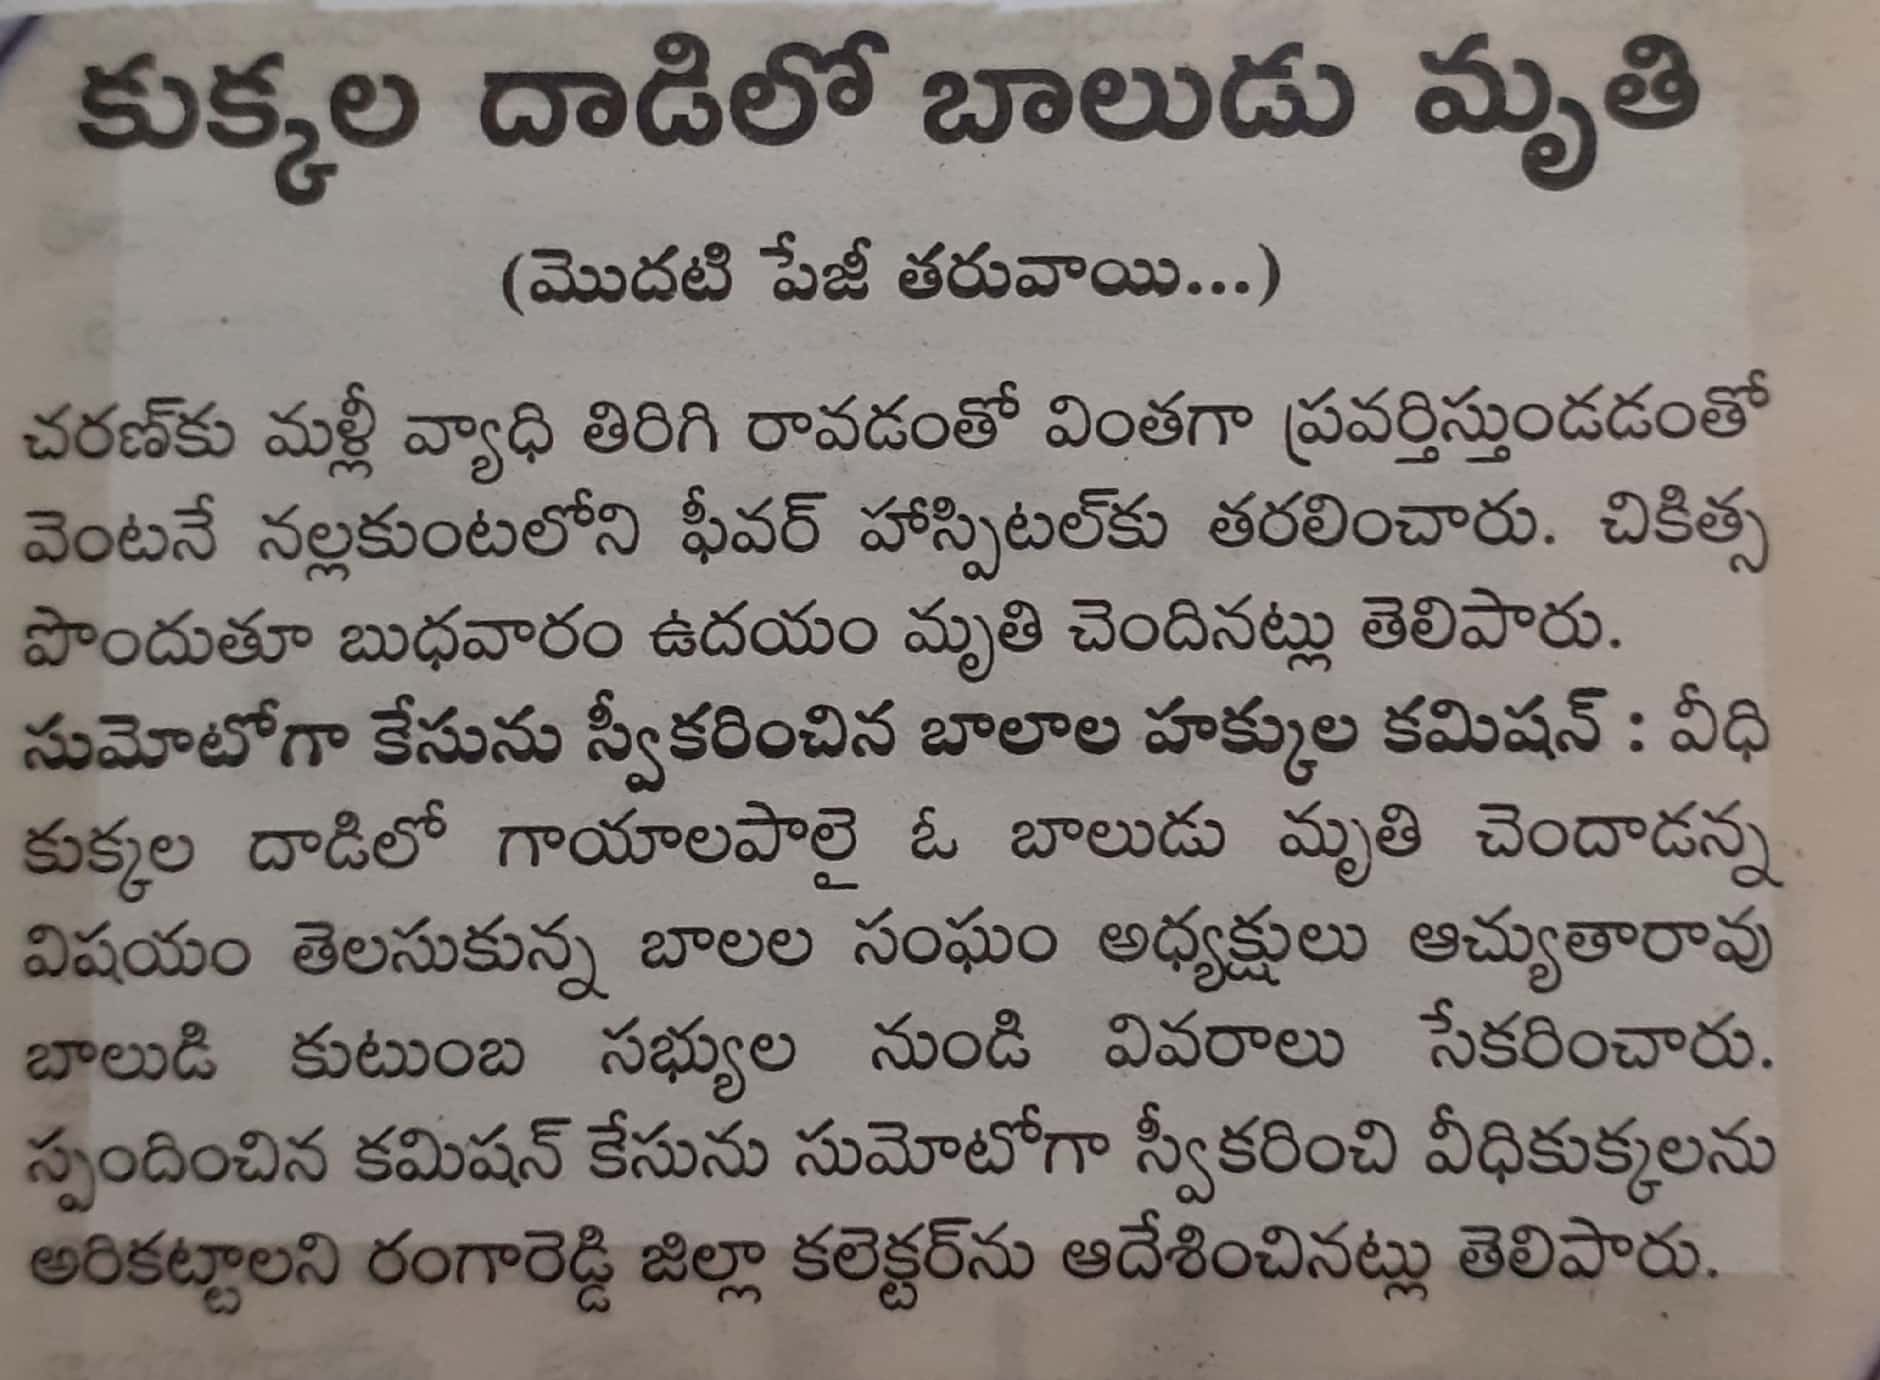 కుక్కల దాడిలో బాలుడు మృతి
(మొదటి పేజీ తరువాయి...)
చరణ్‌కు మళ్లీ వ్యాధి తిరిగి రావడంతో వింతగా ప్రవర్తిస్తుండడంతో
వెంటనే నల్లకుంటలోని ఫీవర్ హాస్పిటల్‌కు తరలించారు. చికిత్స
పొందుతూ బుధవారం ఉదయం మృతి చెందినట్లు తెలిపారు.
సుమోటోగా కేసును స్వీకరించిన బాలాల హక్కుల కమిషన్ : వీధి
కుక్కల దాడిలో గాయాలపాలై ఓ బాలుడు మృతి చెందాడన్న
విషయం తెలసుకున్న బాలల సంఘం అధ్యక్షులు ఆచ్యుతారావు
బాలుడి కుటుంబ సభ్యుల నుండి వివరాలు సేకరించారు.
స్పందించిన కమిషన్ కేసును సుమోటోగా స్వీకరించి వీధికుక్కలను
అరికట్టాలని రంగారెడ్డి జిల్లా కలెక్టర్‌ను ఆదేశించినట్లు తెలిపారు.